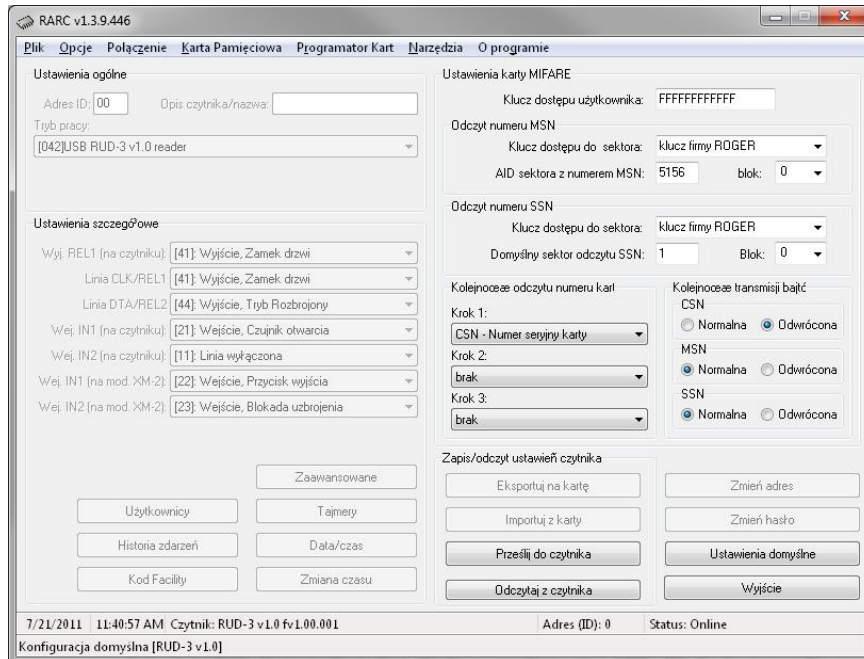 RARC v1.3.9.446
Plik Opcje Połączenie Karta Pamięciowa Programator Kart Narzędzia O programie
Ustawienia ogólne
Adres ID: 00 Opis czytnika/nazwa:
Tryb pracy:
[042]USB RUD-3 v1.0 reader
Ustawienia szczegó³owe
Wyj. REL1 (na czytniku): [41]: Wyjście, Zamek drzwi
Linia CLK/REL1 [41]: Wyjście, Zamek drzwi
Linia DTA/REL2 [44]: Wyjście, Tryb Rozbrojony
Wej. IN1 (na czytniku): [21]: Wejście, Czujnik otwarcia
Wej. IN2 (na czytniku): [11]: Linia wyłączona
Wej. IN1 (na mod. XM-2): [22]: Wejście, Przycisk wyjścia
Wej. IN2 (na mod. XM-2): [23]: Wejście, Blokada uzbrojenia
Zaawansowane
Użytkownicy Tajmery
Historia zdarzeń Data/czas
Kod Facility Zmiana czasu
Ustawienia karty MIFARE
Klucz dostępu użytkownika: FFFFFFFFFFFF
Odczyt numeru MSN
Klucz dostępu do sektora: klucz firmy ROGER
AID sektora z numerem MSN: 5156 blok: 0
Odczyt numeru SSN
Klucz dostępu do sektora: klucz firmy ROGER
Domyślny sektor odczytu SSN: 1 Blok: 0
Kolejnoœæ odczytu numeru karl
Krok 1:
CSN - Numer seryjny karty
Krok 2:
brak
Krok 3:
brak
Kolejnoœæ transmisji bajtć
CSN
Normalna Odwrócona
MSN
Normalna Odwrócona
SSN
Normalna Odwrócona
Zapis/odczyt ustawień czytnika
Eksportuj na kartę Zmień adres
Importuj z karty Zmień hasło
Prześlij do czytnika Ustawienia domyślne
Odczytaj z czytnika Wyjście
7/21/2011 11:40:57 AM Czytnik: RUD-3 v1.0 fv1.00.001 Adres (ID): 0 Status: Online
Konfiguracja domyślna [RUD-3 v1.0]